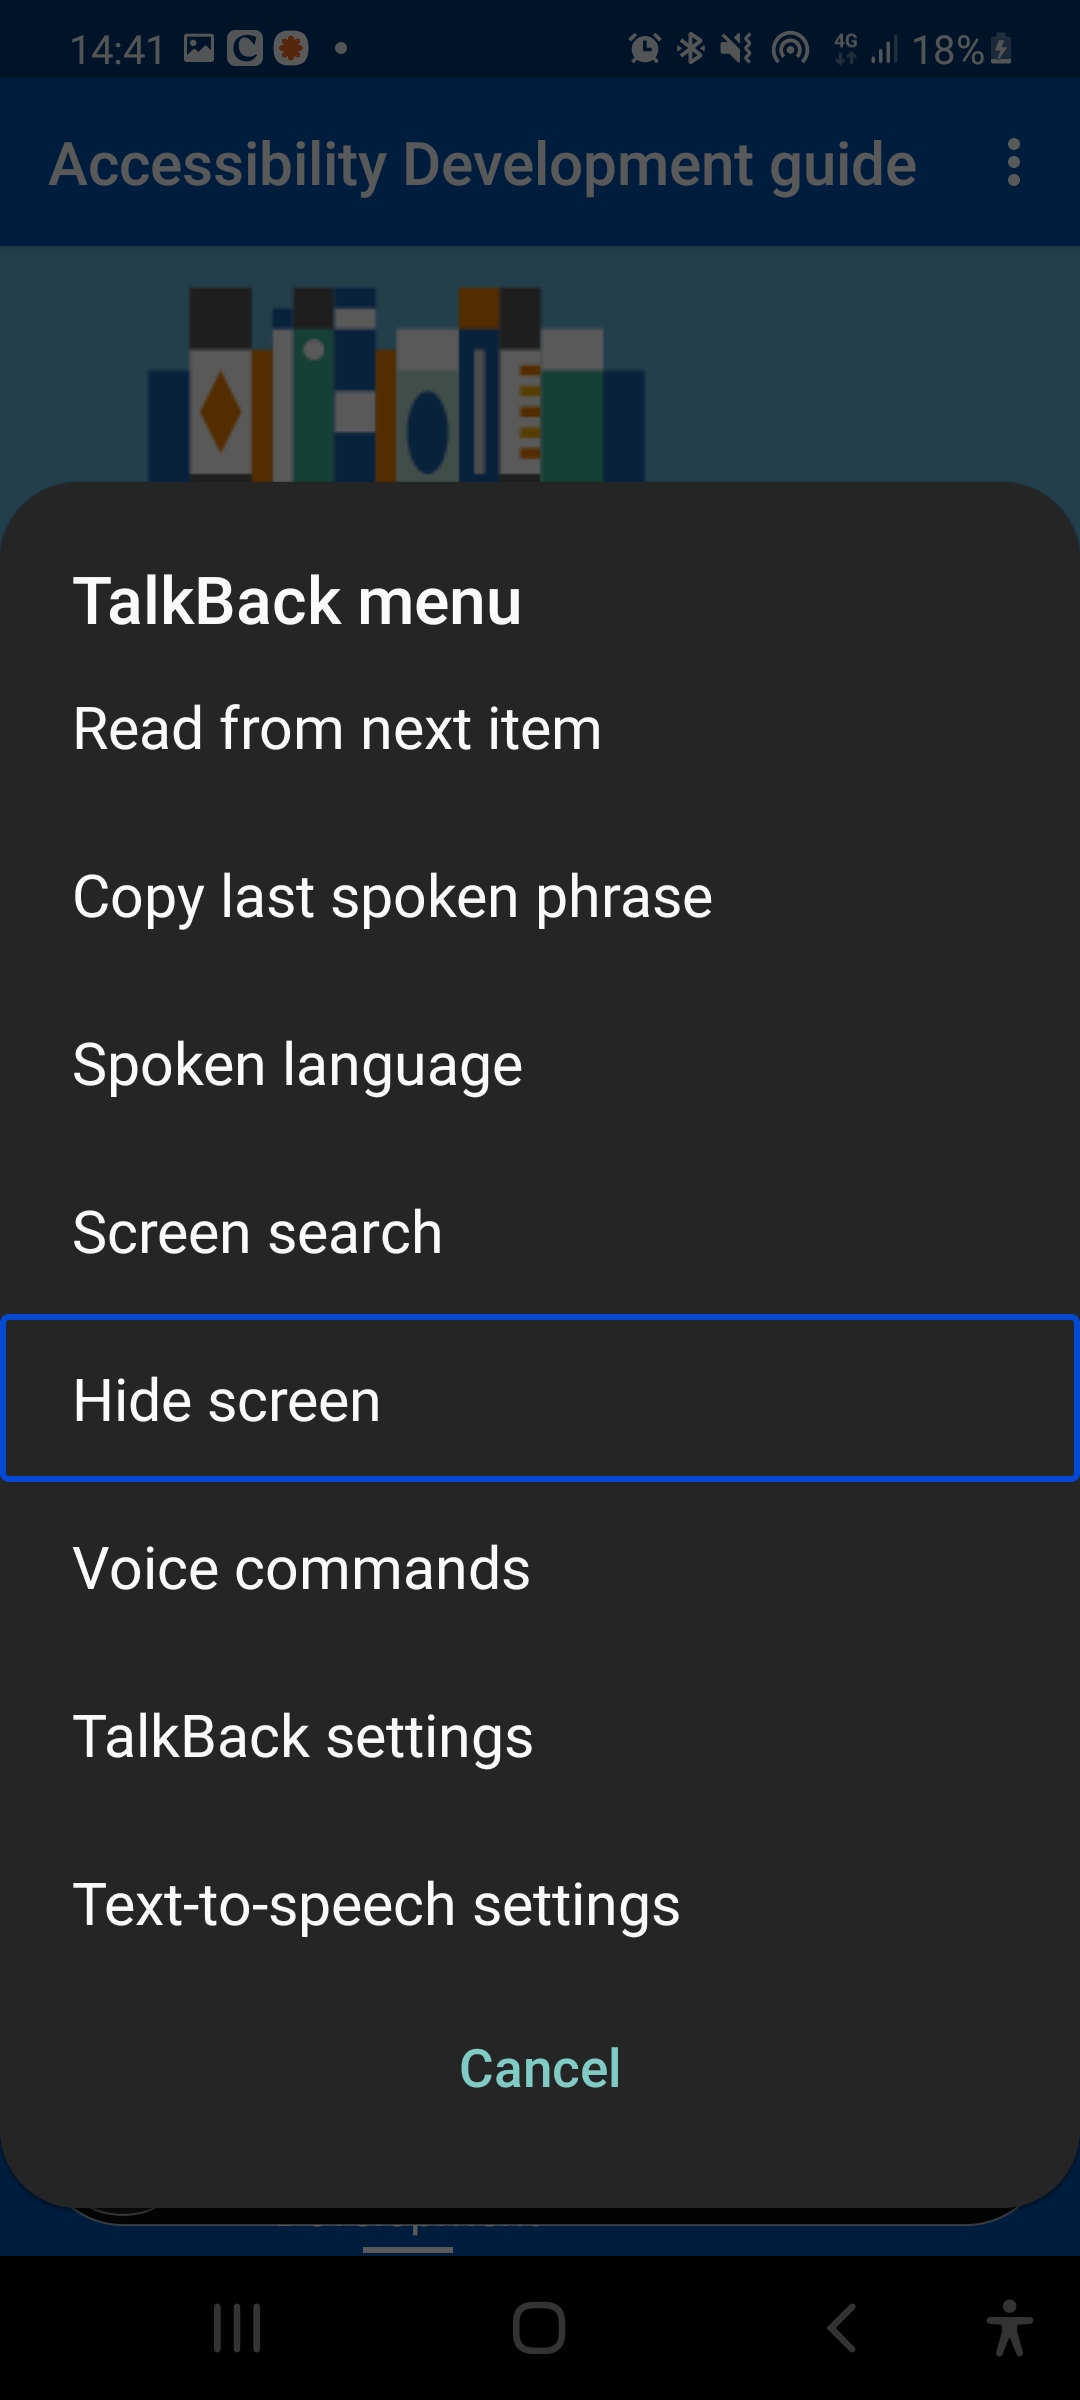 14:41 4G 18%
Accessibility Development guide
TalkBack menu
Read from next item
Copy last spoken phrase
Spoken language
Screen search
Hide screen
Voice commands
TalkBack settings
Text-to-speech settings
Cancel